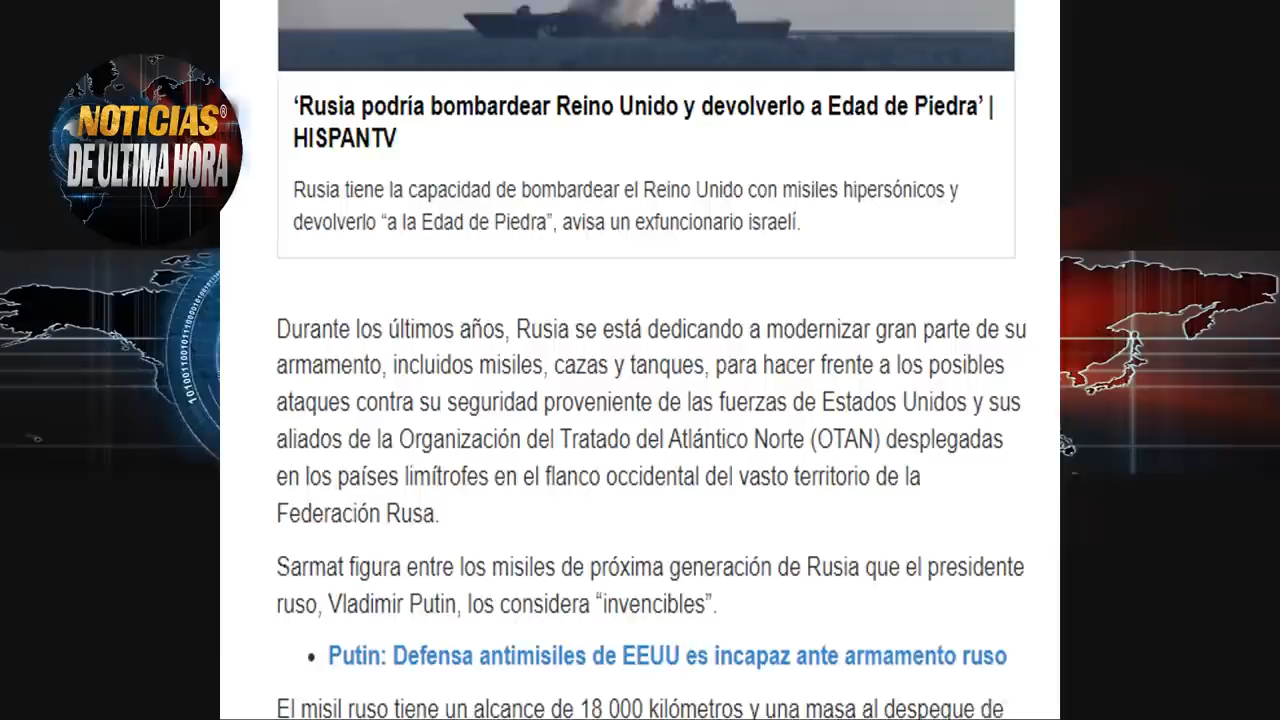 NOTICIAS®
DE ULTIMA HORA
‘Rusia podría bombardear Reino Unido y devolverlo a Edad de Piedra’ |
HISPANTV
Rusia tiene la capacidad de bombardear el Reino Unido con misiles hipersónicos y
devolverlo “a la Edad de Piedra”, avisa un exfuncionario israelí.
Durante los últimos años, Rusia se está dedicando a modernizar gran parte de su
armamento, incluidos misiles, cazas y tanques, para hacer frente a los posibles
ataques contra su seguridad proveniente de las fuerzas de Estados Unidos y sus
aliados de la Organización del Tratado del Atlántico Norte (OTAN) desplegadas
en los países limítrofes en el flanco occidental del vasto territorio de la
Federación Rusa.
Sarmat figura entre los misiles de próxima generación de Rusia que el presidente
ruso, Vladimir Putin, los considera “invencibles”.
• Putin: Defensa antimisiles de EEUU es incapaz ante armamento ruso
El misil ruso tiene un alcance de 18 000 kilómetros y una masa al despegue de